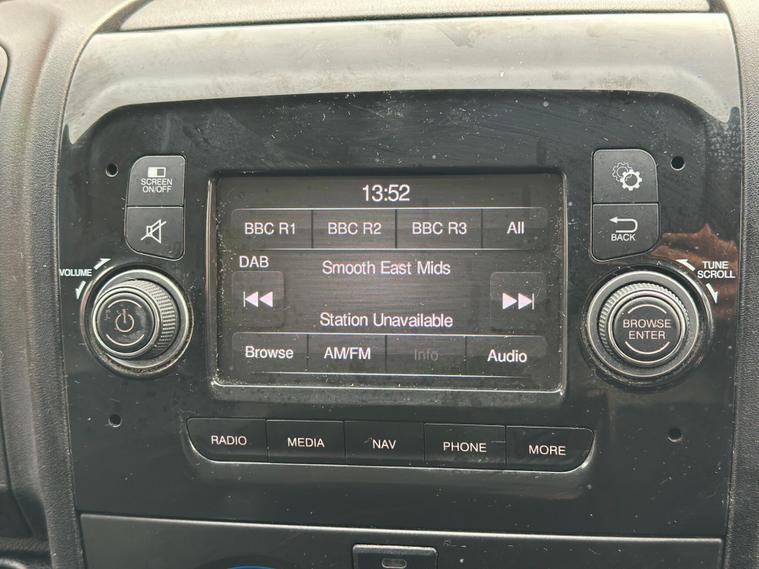 13:52
SCREEN
ON/OFF
BBC R1 BBC R2 BBC R3 All
BACK
DAB
Smooth East Mids
VOLUME
TUNE
SCROLL
Station Unavailable
BROWSE
ENTER
Browse AM/FM Info Audio
RADIO MEDIA NAV PHONE MORE